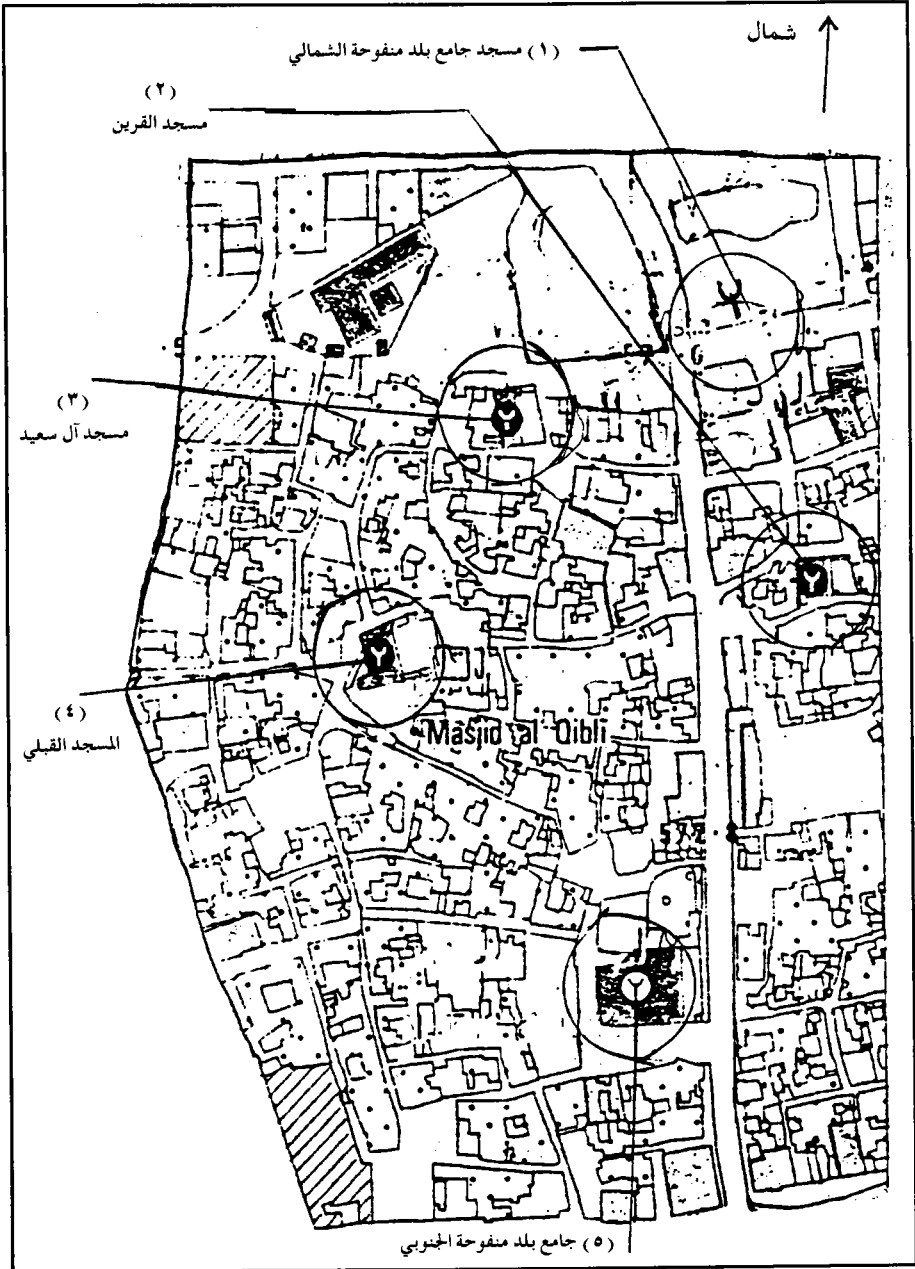 شمال
(١) مسجد جامع بلد منفوحة الشمالي
(٢)
مسجد القرين
(٣)
مسجد آل سعيد
(٤)
المسجد القبلي
Masjid al Qibli
(٥) جامع بلد منفوحة الجنوبي